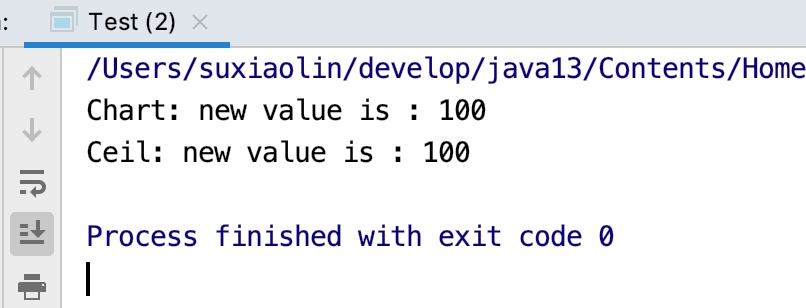 :
Test (2)
/Users/suxiaolin/develop/java13/Contents/Home
Chart: new value is : 100
Ceil: new value is : 100
Process finished with exit code 0